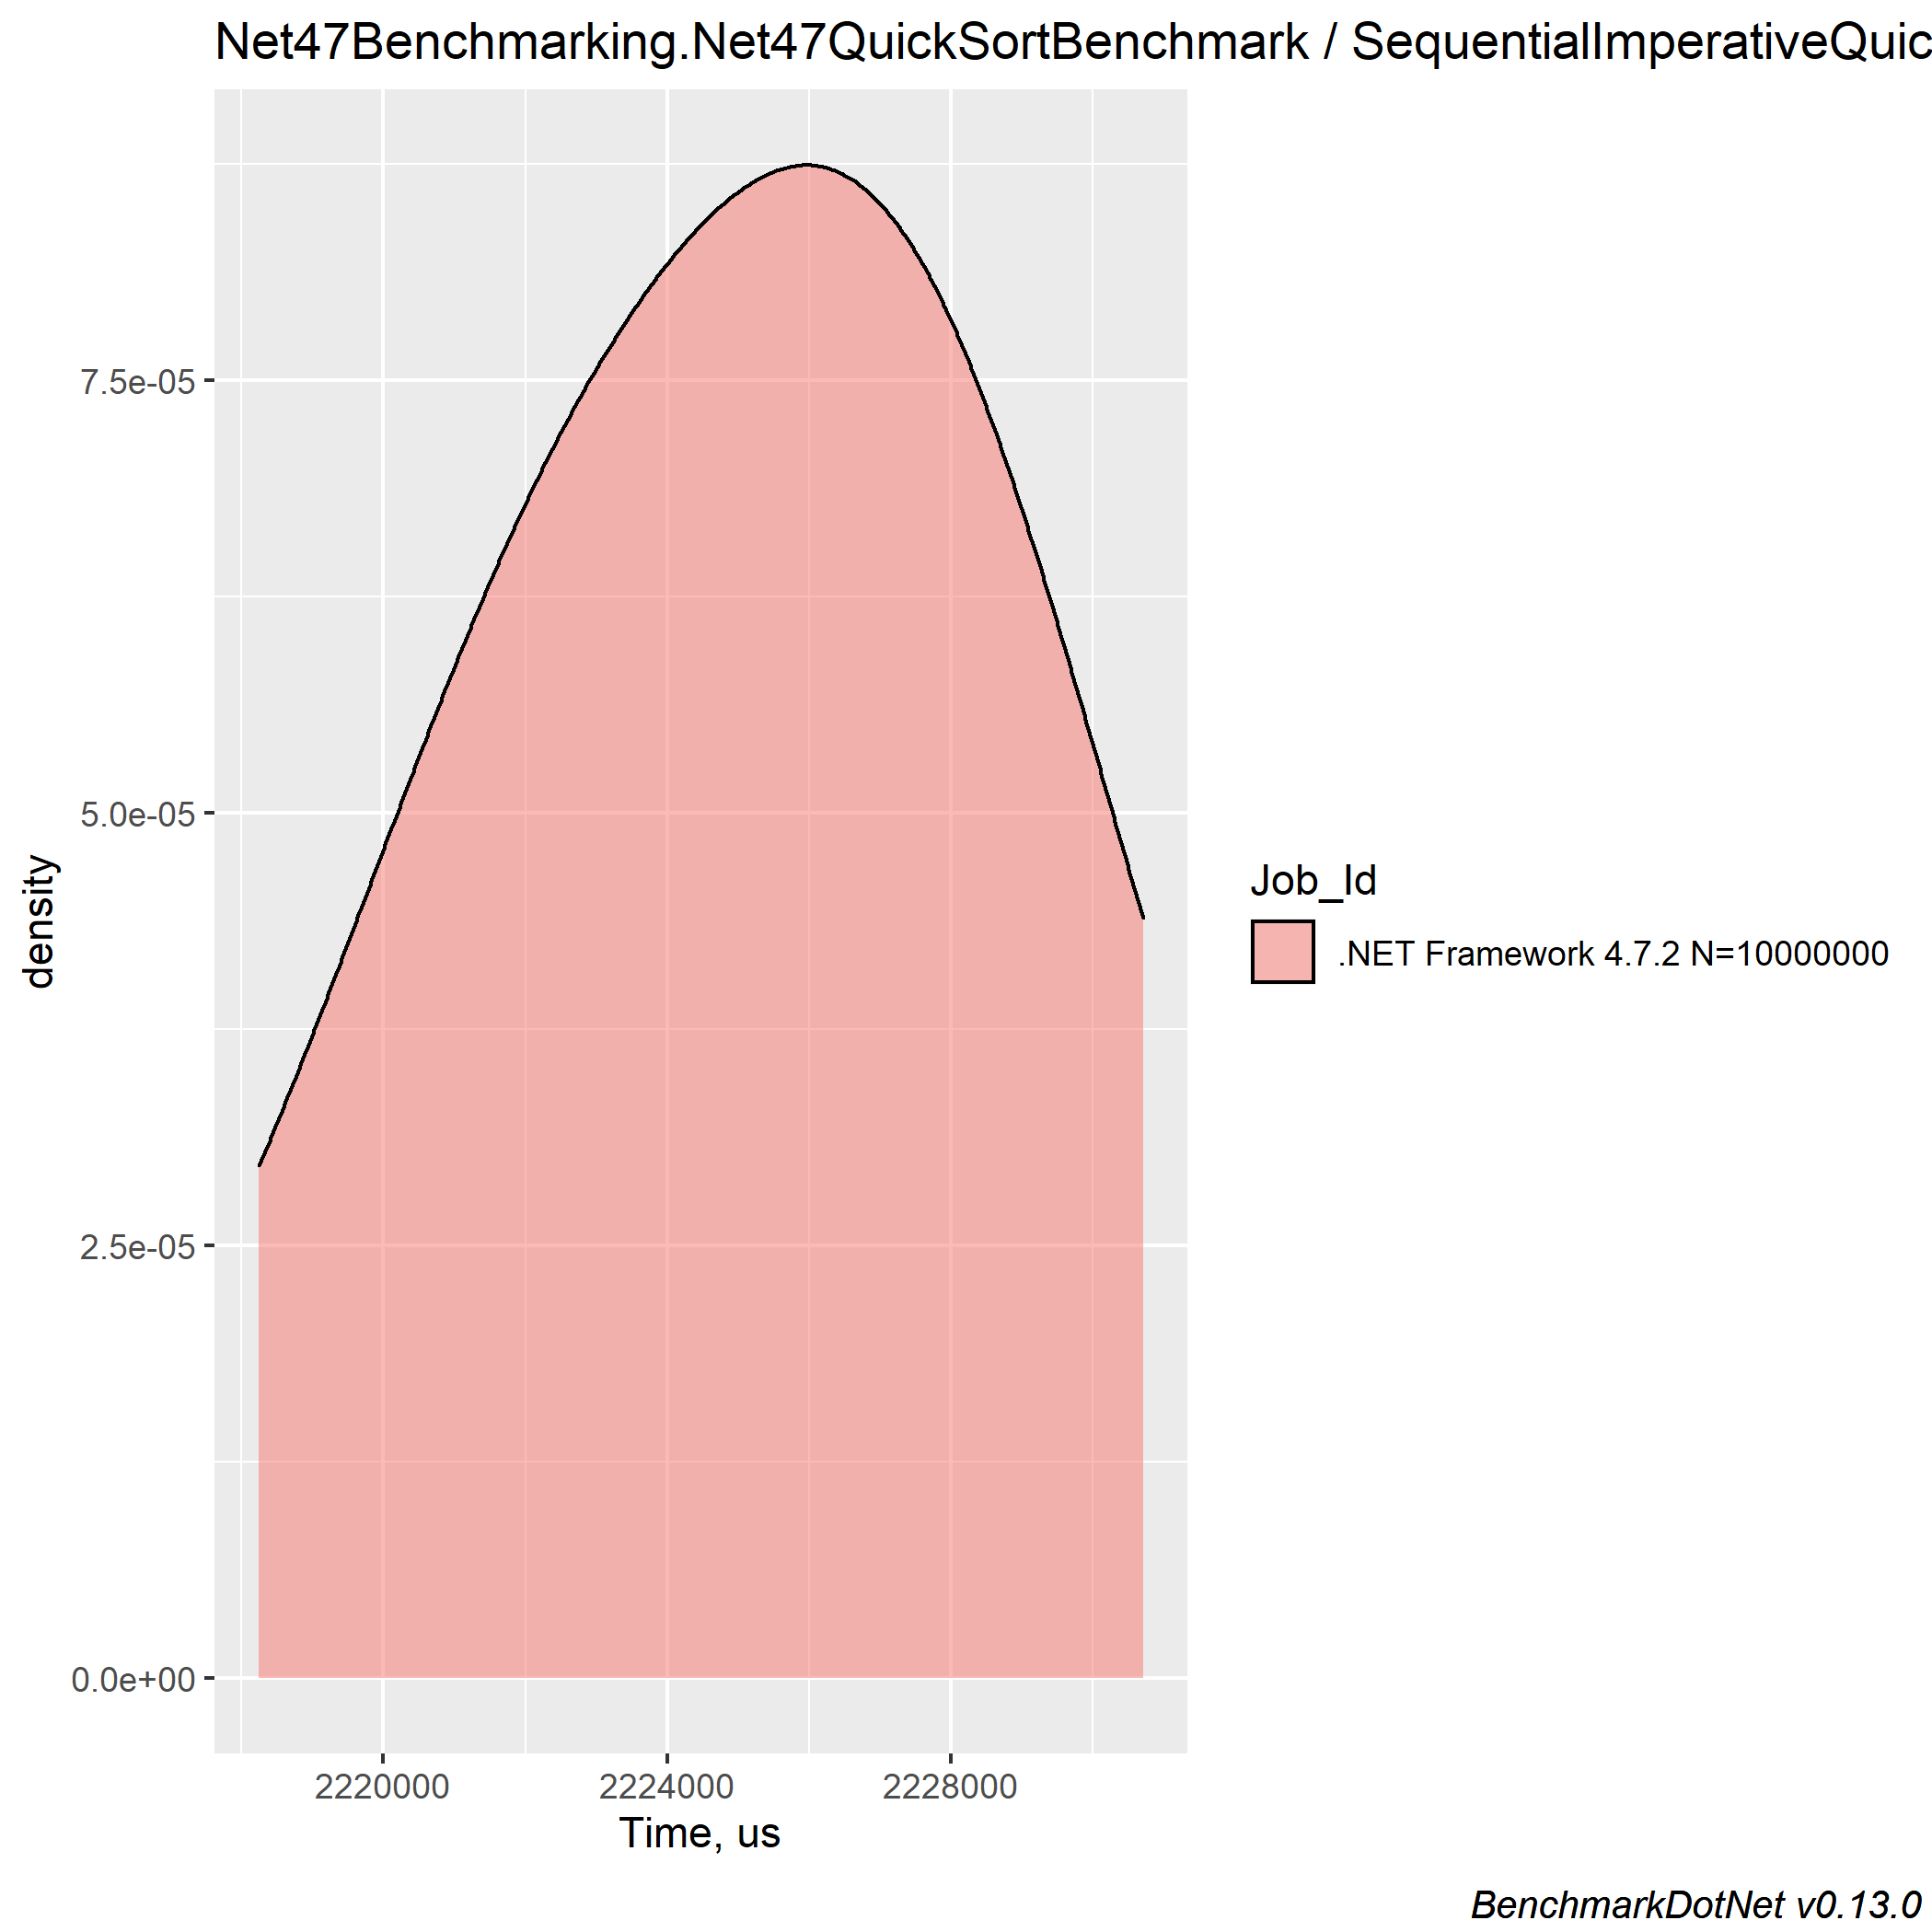 Net47Benchmarking.Net47QuickSortBenchmark / SequentialImperativeQuic
density
7.5e-05
5.0e-05
2.5e-05
0.0e+00
2220000 2224000 2228000
Time, us
Job_Id
.NET Framework 4.7.2 N=10000000
BenchmarkDotNet v0.13.0